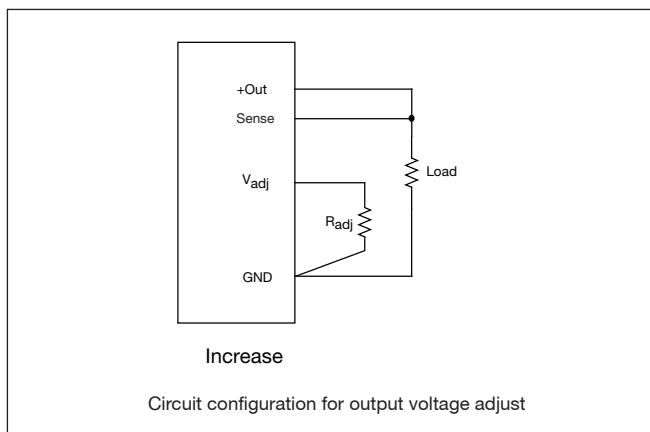 +Out
Sense
Vadj
Load
Radj
GND
Increase
Circuit configuration for output voltage adjust